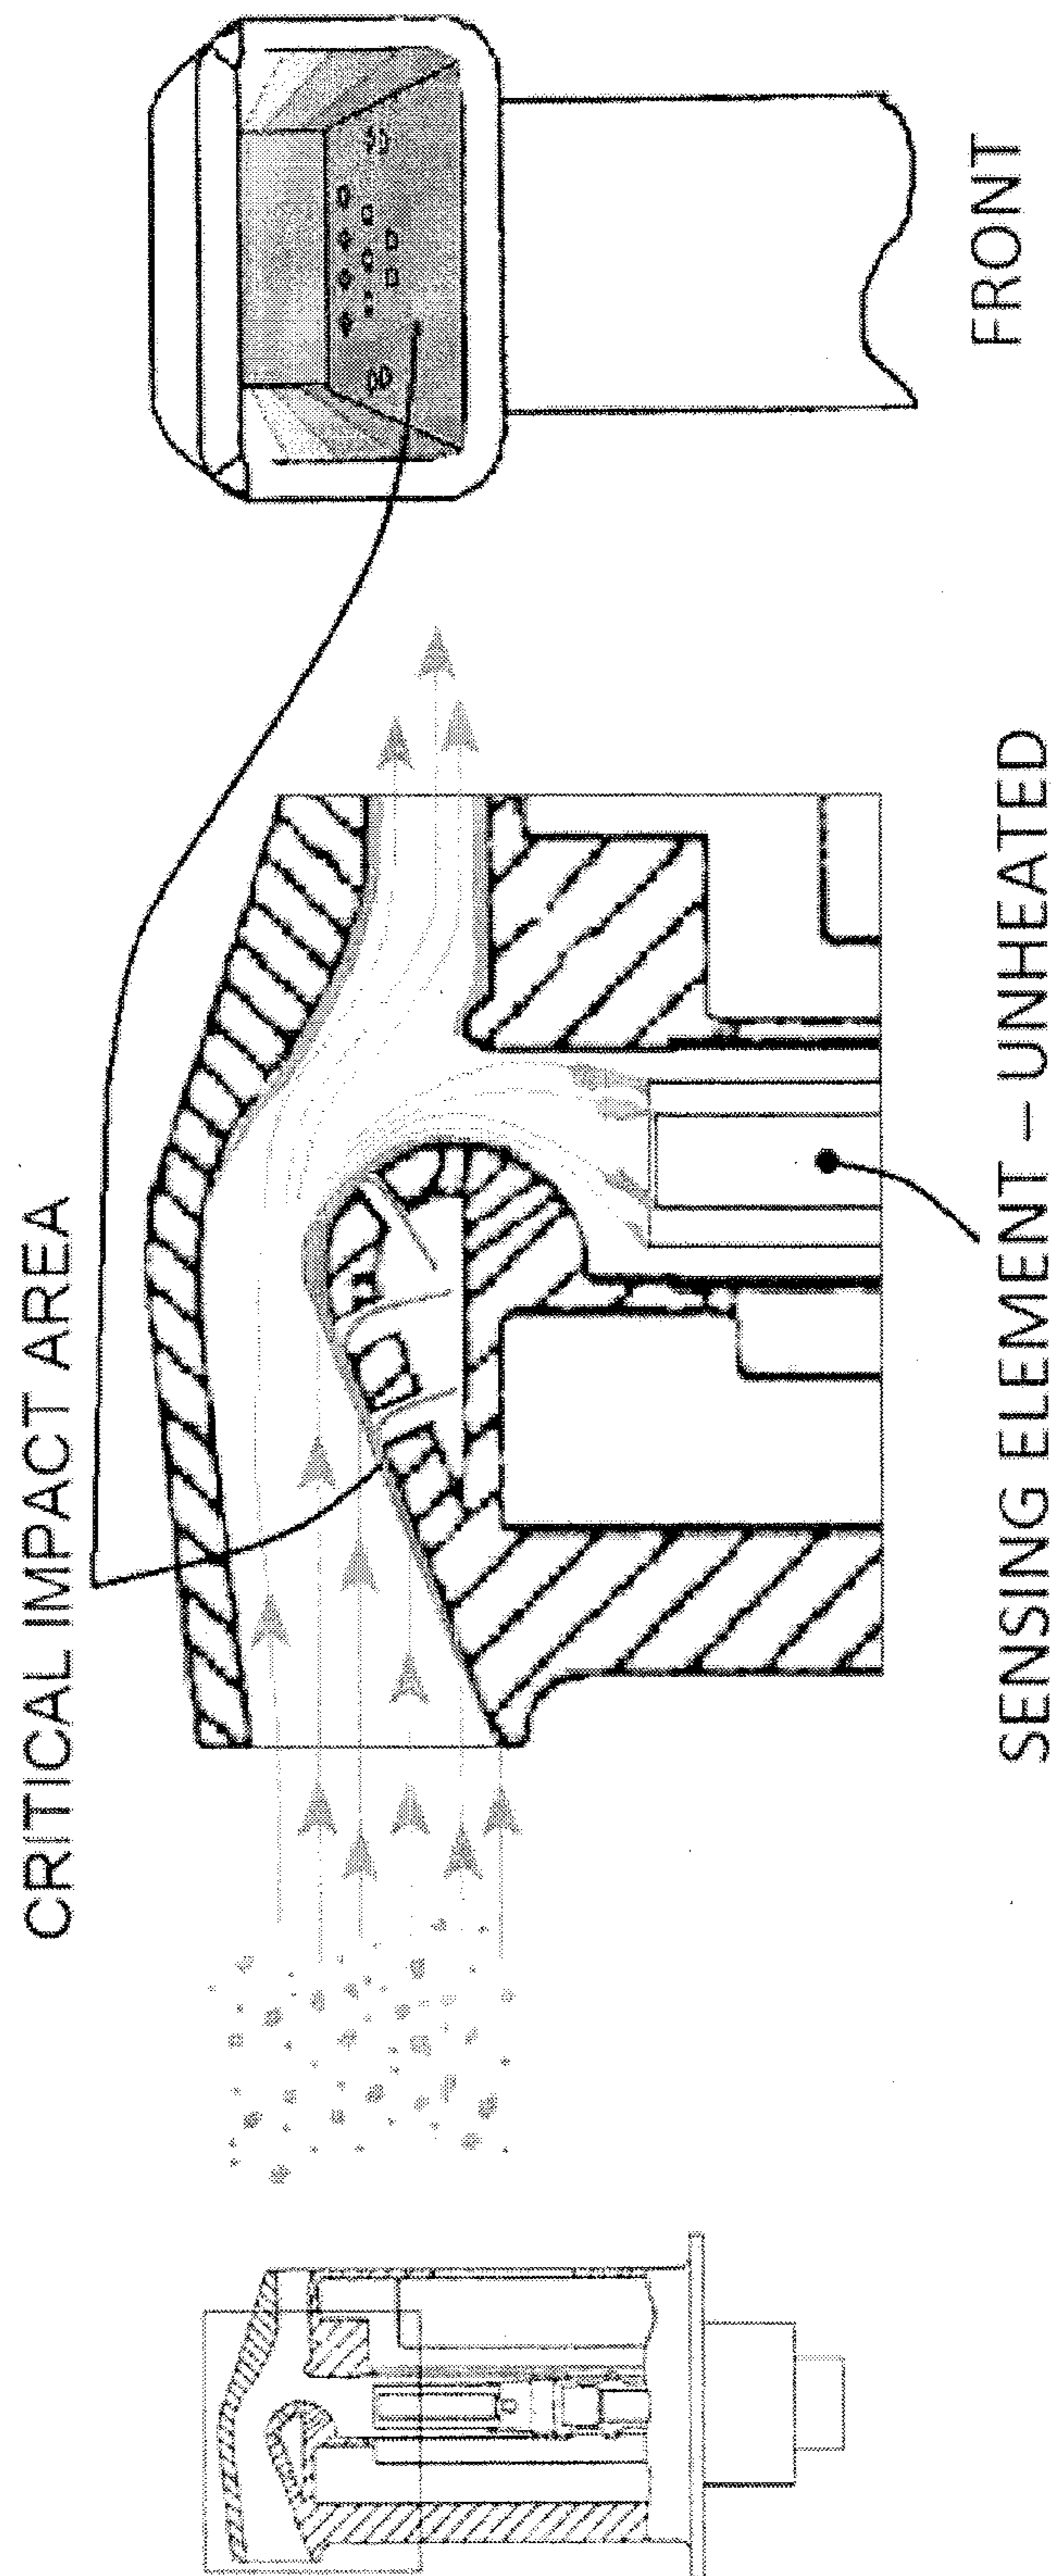 CRITICAL IMPACT AREA
SENSING ELEMENT – UNHEATED
FRONT